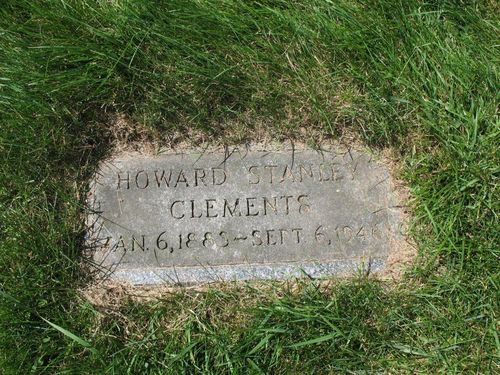 HOWARD STANLEY
CLEMENTS
JAN. 6, 1883 ~ SEPT. 6, 1946